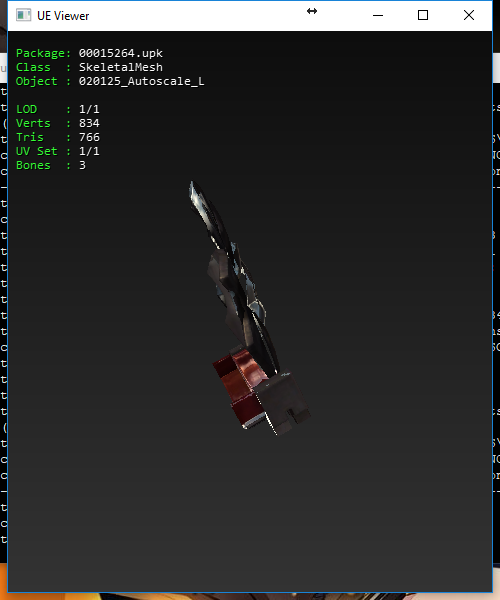 UE Viewer
Package: 00015264.upk
Class : SkeletalMesh
Object : 020125_Autoscale_L
LOD : 1/1
Verts : 834
Tris : 766
UV Set : 1/1
Bones : 3